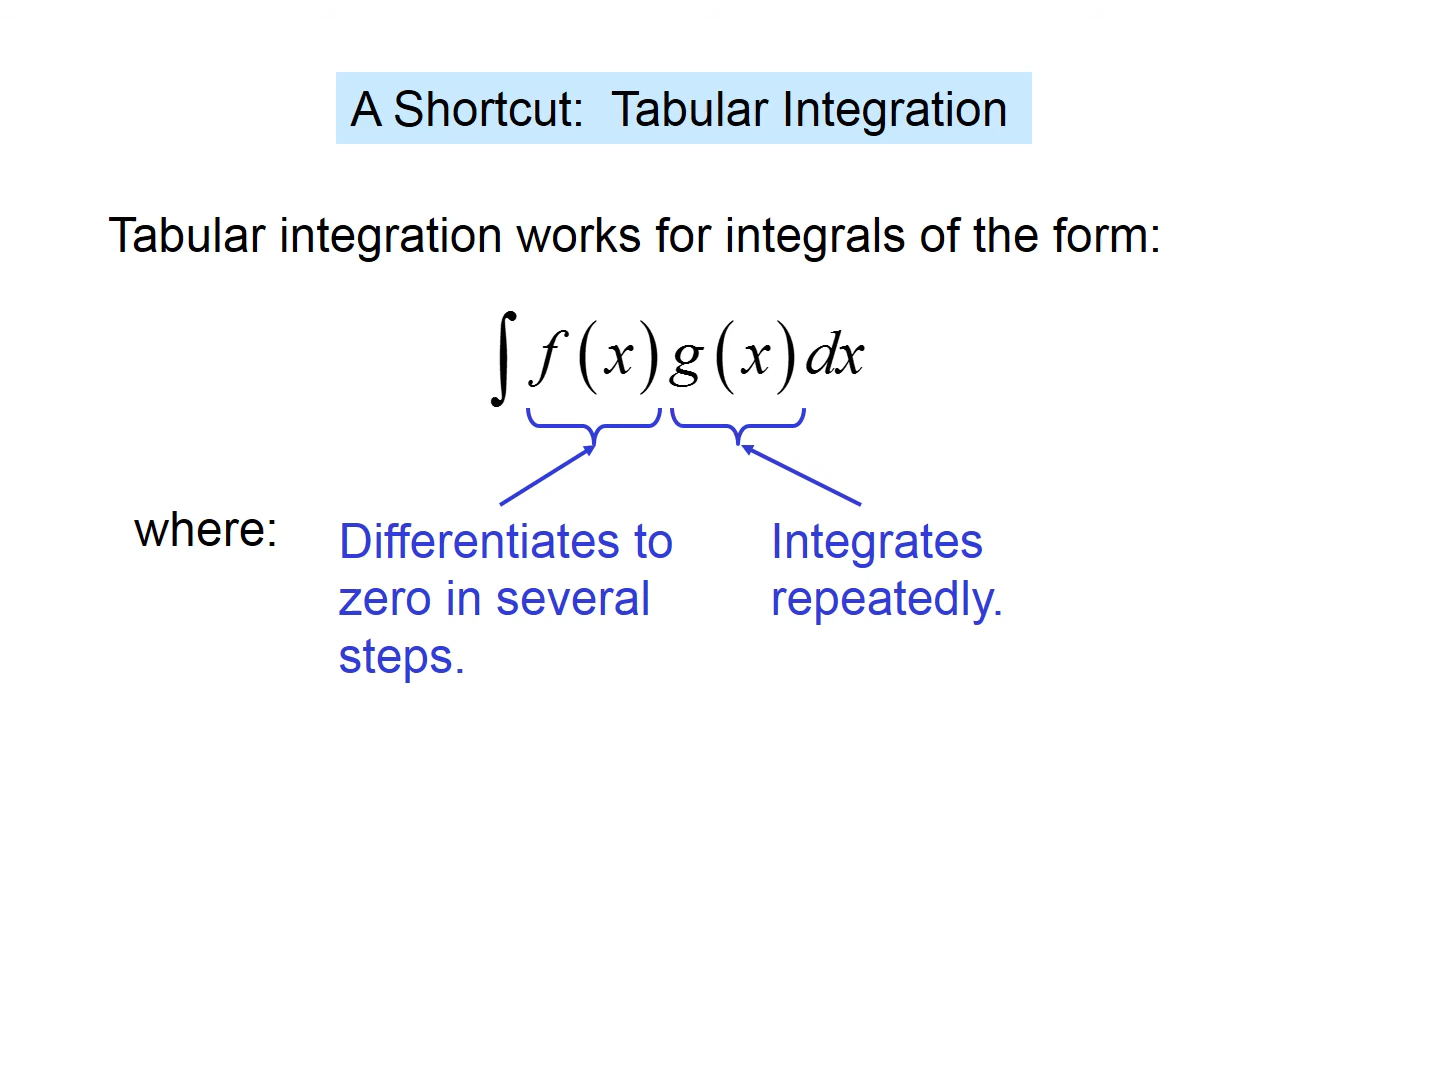 A Shortcut: Tabular Integration
Tabular integration works for integrals of the form:
∫ f(x) g(x) dx
where:
Differentiates to
zero in several
steps.
Integrates
repeatedly.